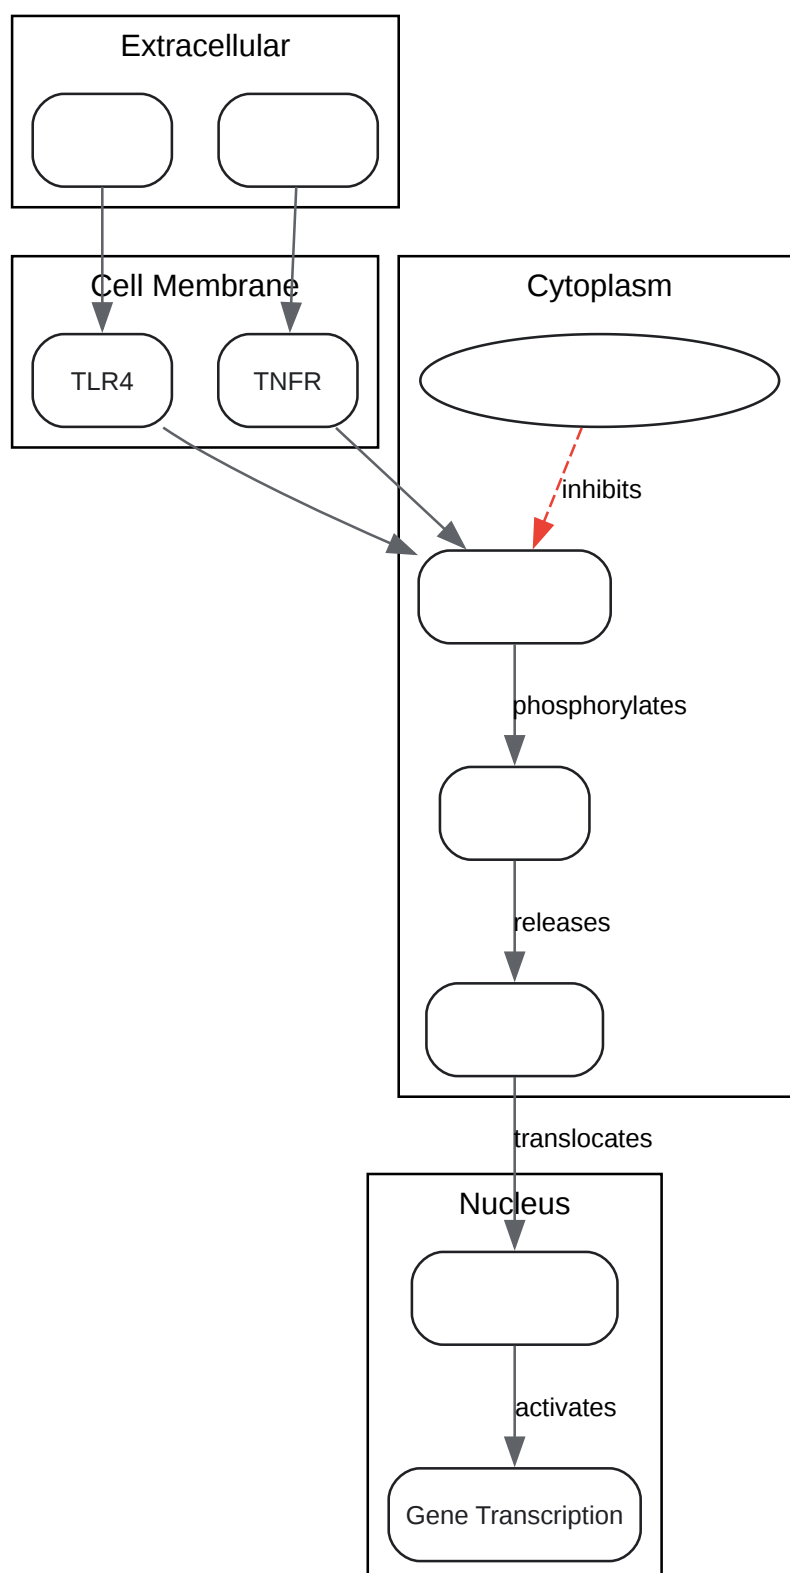 Extracellular
Cell Membrane
Cytoplasm
TLR4
TNFR
inhibits
phosphorylates
releases
translocates
Nucleus
activates
Gene Transcription